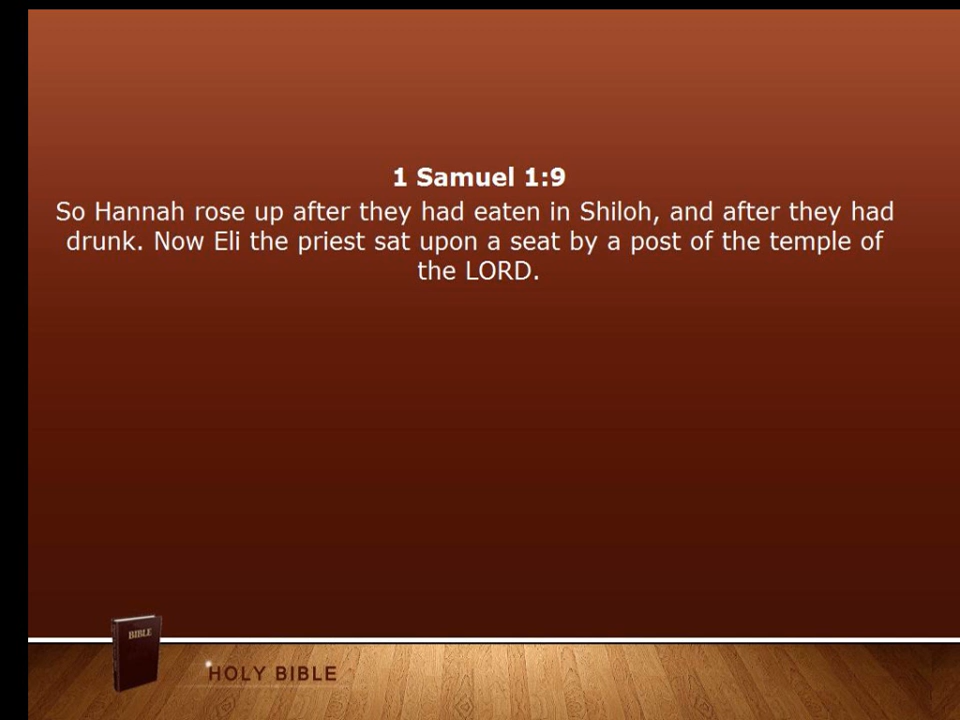 1 Samuel 1:9
So Hannah rose up after they had eaten in Shiloh, and after they had
drunk. Now Eli the priest sat upon a seat by a post of the temple of
the LORD.
BIBLE
HOLY BIBLE